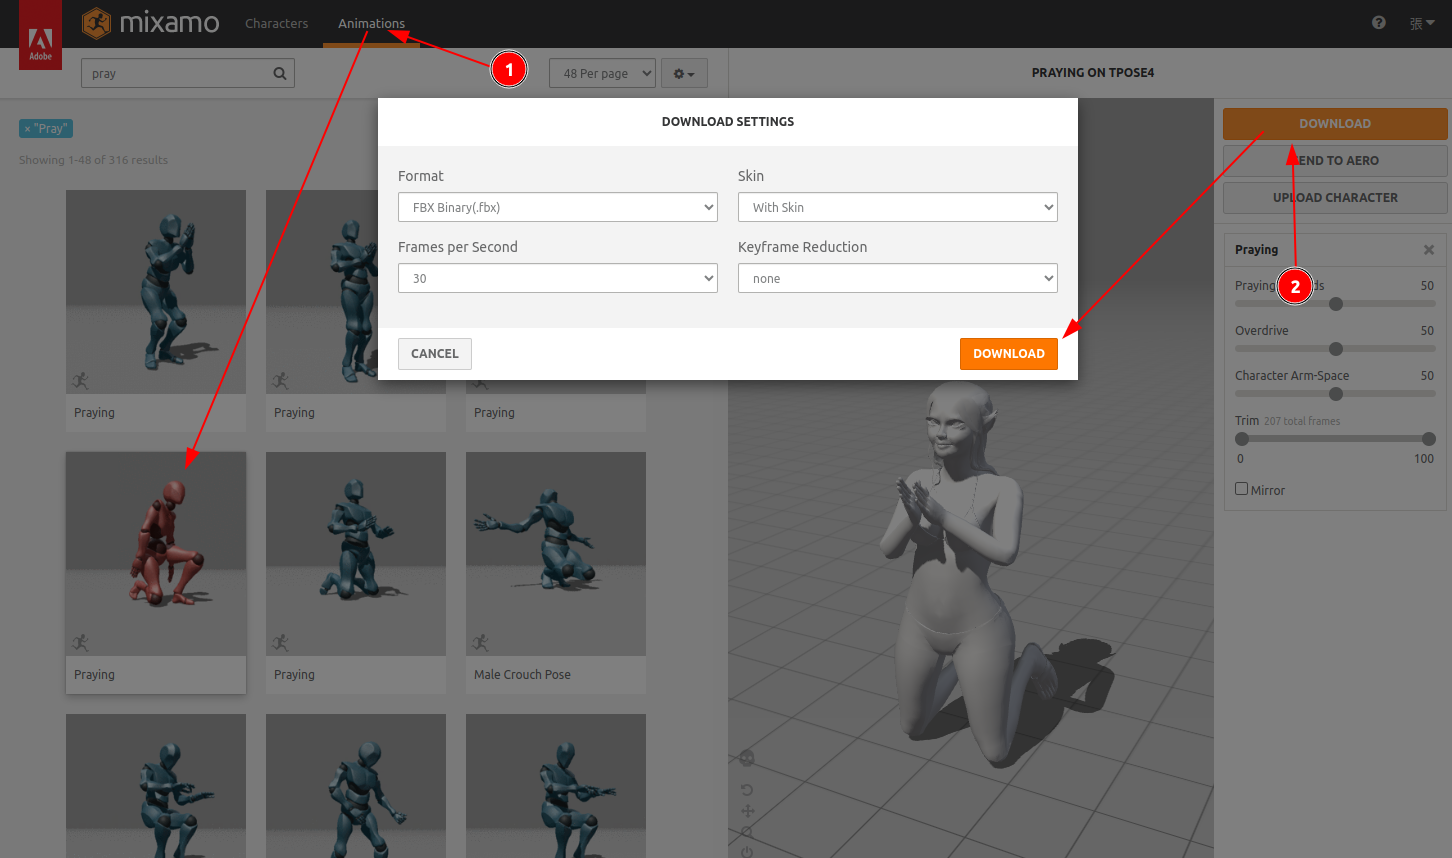 Adobe
mixamo
Characters
Animations
張
1
pray
48 Per page
PRAYING ON TPOSE4
× "Pray"
Showing 1-48 of 316 results
DOWNLOAD SETTINGS
Format
Skin
FBX Binary(.fbx)
With Skin
Frames per Second
Keyframe Reduction
30
none
CANCEL
DOWNLOAD
DOWNLOAD
END TO AERO
UPLOAD CHARACTER
Praying
Praying
50
2
Overdrive
50
Character Arm-Space
50
Trim 207 total frames
0
100
Mirror
Praying
Praying
Praying
Praying
Praying
Male Crouch Pose